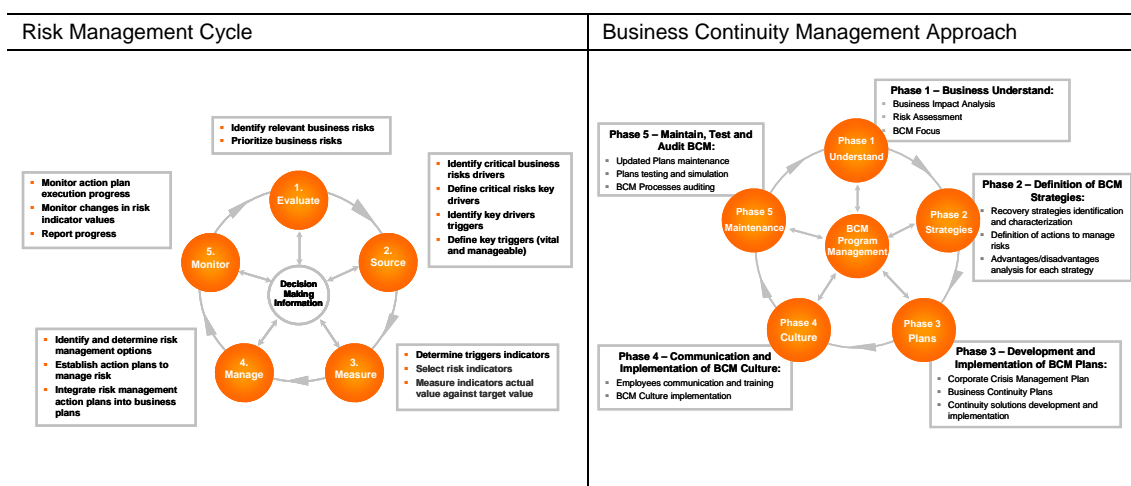 Risk Management Cycle
Identify relevant business risks
Prioritize business risks
Identify critical business
risks drivers
Define critical risks key
drivers
Identify key drivers
triggers
Define key triggers (vital
and manageable)
Monitor action plan
execution progress
Monitor changes in risk
indicator values
Report progress
1.
Evaluate
2.
Source
3.
Measure
4.
Manage
5.
Monitor
Decision
Making
Information
Identify and determine risk
management options
Establish action plans to
manage risk
Integrate risk management
action plans into business
plans
Determine triggers indicators
Select risk indicators
Measure indicators actual
value against target value
Business Continuity Management Approach
Phase 1 – Business Understand:
Business Impact Analysis
Risk Assessment
BCM Focus
Phase 5 – Maintain, Test and
Audit BCM:
Updated Plans maintenance
Plans testing and simulation
BCM Processes auditing
Phase 1
Understand
Phase 2
Strategies
Phase 3
Plans
Phase 4
Culture
Phase 5
Maintenance
BCM
Program
Management
Phase 2 – Definition of BCM
Strategies:
Recovery strategies identification
and characterization
Definition of actions to manage
risks
Advantages/disadvantages
analysis for each strategy
Phase 4 – Communication and
Implementation of BCM Culture:
Employees communication and training
BCM Culture implementation
Phase 3 – Development and
Implementation of BCM Plans:
Corporate Crisis Management Plan
Business Continuity Plans
Continuity solutions development and
implementation